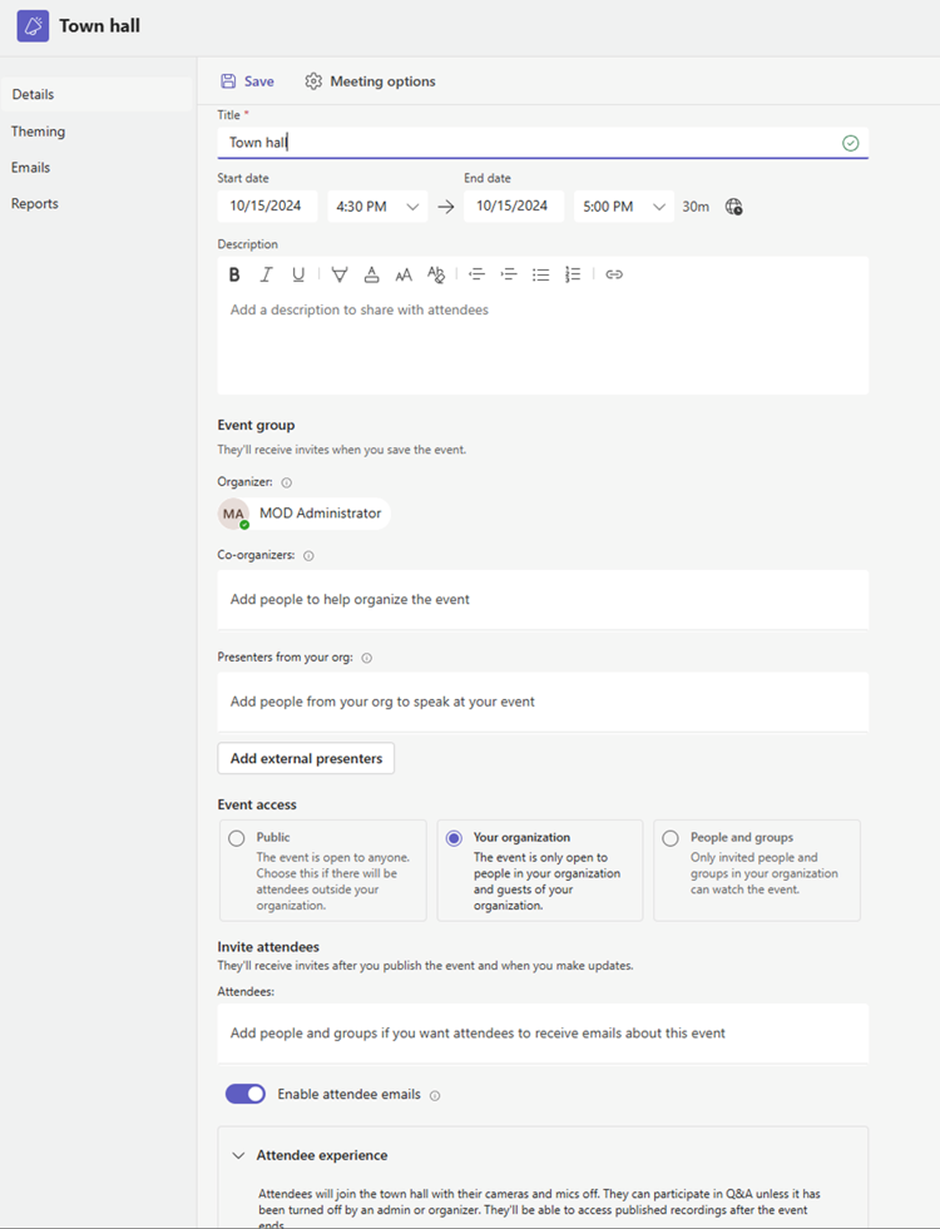 Town hall
Details
Theming
Emails
Reports
Save Meeting options
Title *
Town hall
Start date End date
10/15/2024 4:30 PM → 10/15/2024 5:00 PM 30m
Description
B I U
Add a description to share with attendees
Event group
They'll receive invites when you save the event.
Organizer:
MA MOD Administrator
Co-organizers:
Add people to help organize the event
Presenters from your org:
Add people from your org to speak at your event
Add external presenters
Event access
Public
The event is open to anyone.
Choose this if there will be
attendees outside your
organization.
Your organization
The event is only open to
people in your organization
and guests of your
organization.
People and groups
Only invited people and
groups in your organization
can watch the event.
Invite attendees
They'll receive invites after you publish the event and when you make updates.
Attendees:
Add people and groups if you want attendees to receive emails about this event
Enable attendee emails
Attendee experience
Attendees will join the town hall with their cameras and mics off. They can participate in Q&A unless it has
been turned off by an admin or organizer. They'll be able to access published recordings after the event
ends.